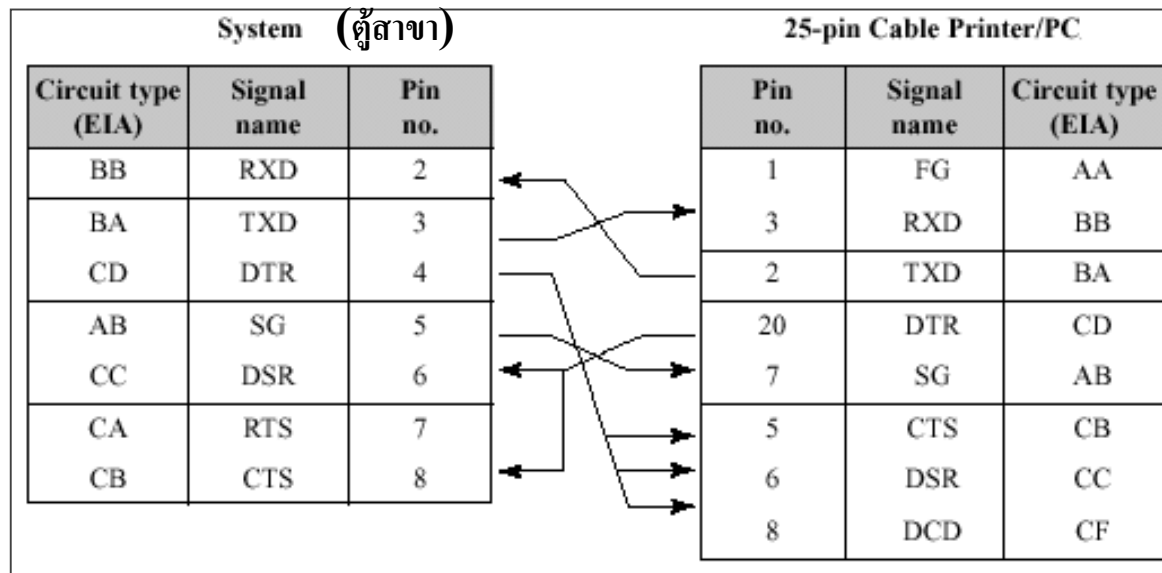 System (ตู้สาขา)
25-pin Cable Printer/PC
Circuit type (EIA) Signal name Pin no.
BB RXD 2
BA TXD 3
CD DTR 4
AB SG 5
CC DSR 6
CA RTS 7
CB CTS 8
Pin no. Signal name Circuit type (EIA)
1 FG AA
3 RXD BB
2 TXD BA
20 DTR CD
7 SG AB
5 CTS CB
6 DSR CC
8 DCD CF